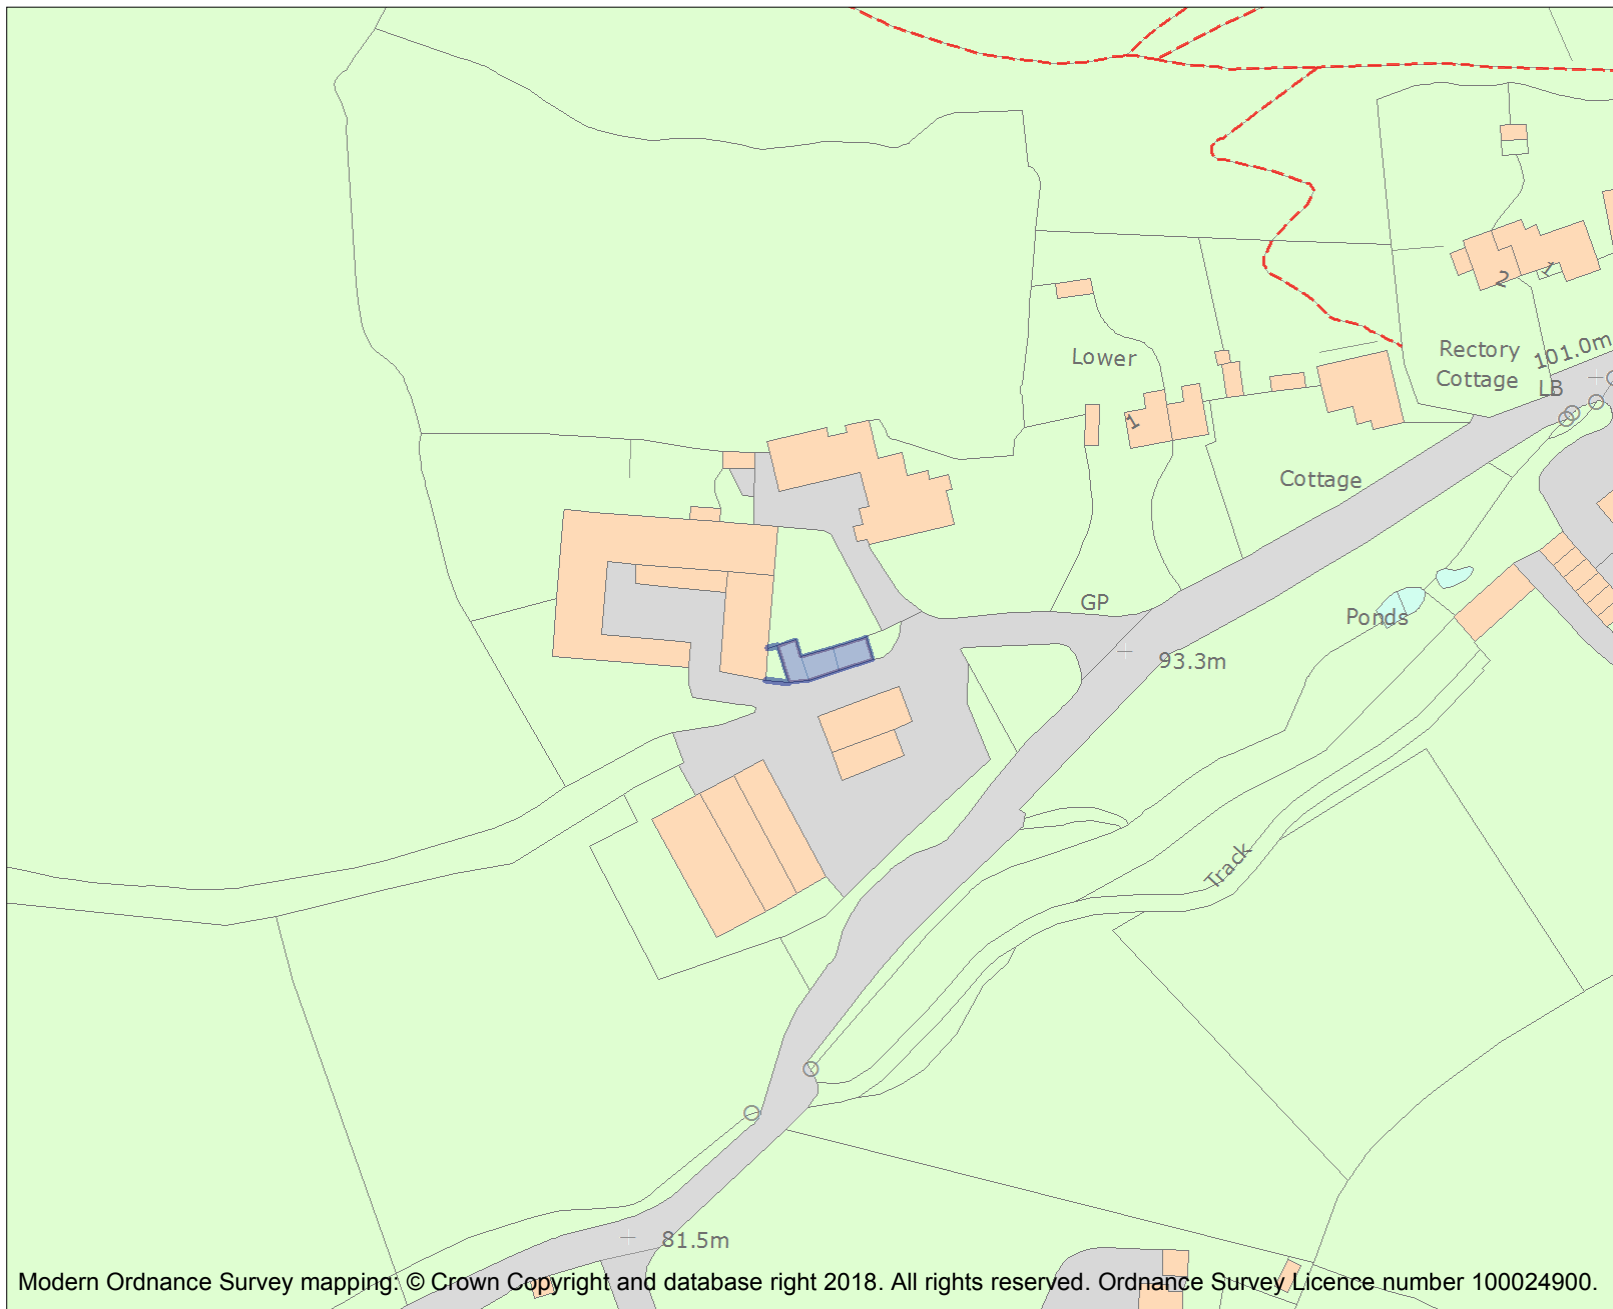 2
1
Rectory
Cottage
101.0m
LB
Lower
1
Cottage
GP
Ponds
93.3m
Track
81.5m
Modern Ordnance Survey mapping: © Crown Copyright and database right 2018. All rights reserved. Ordnance Survey Licence number 100024900.